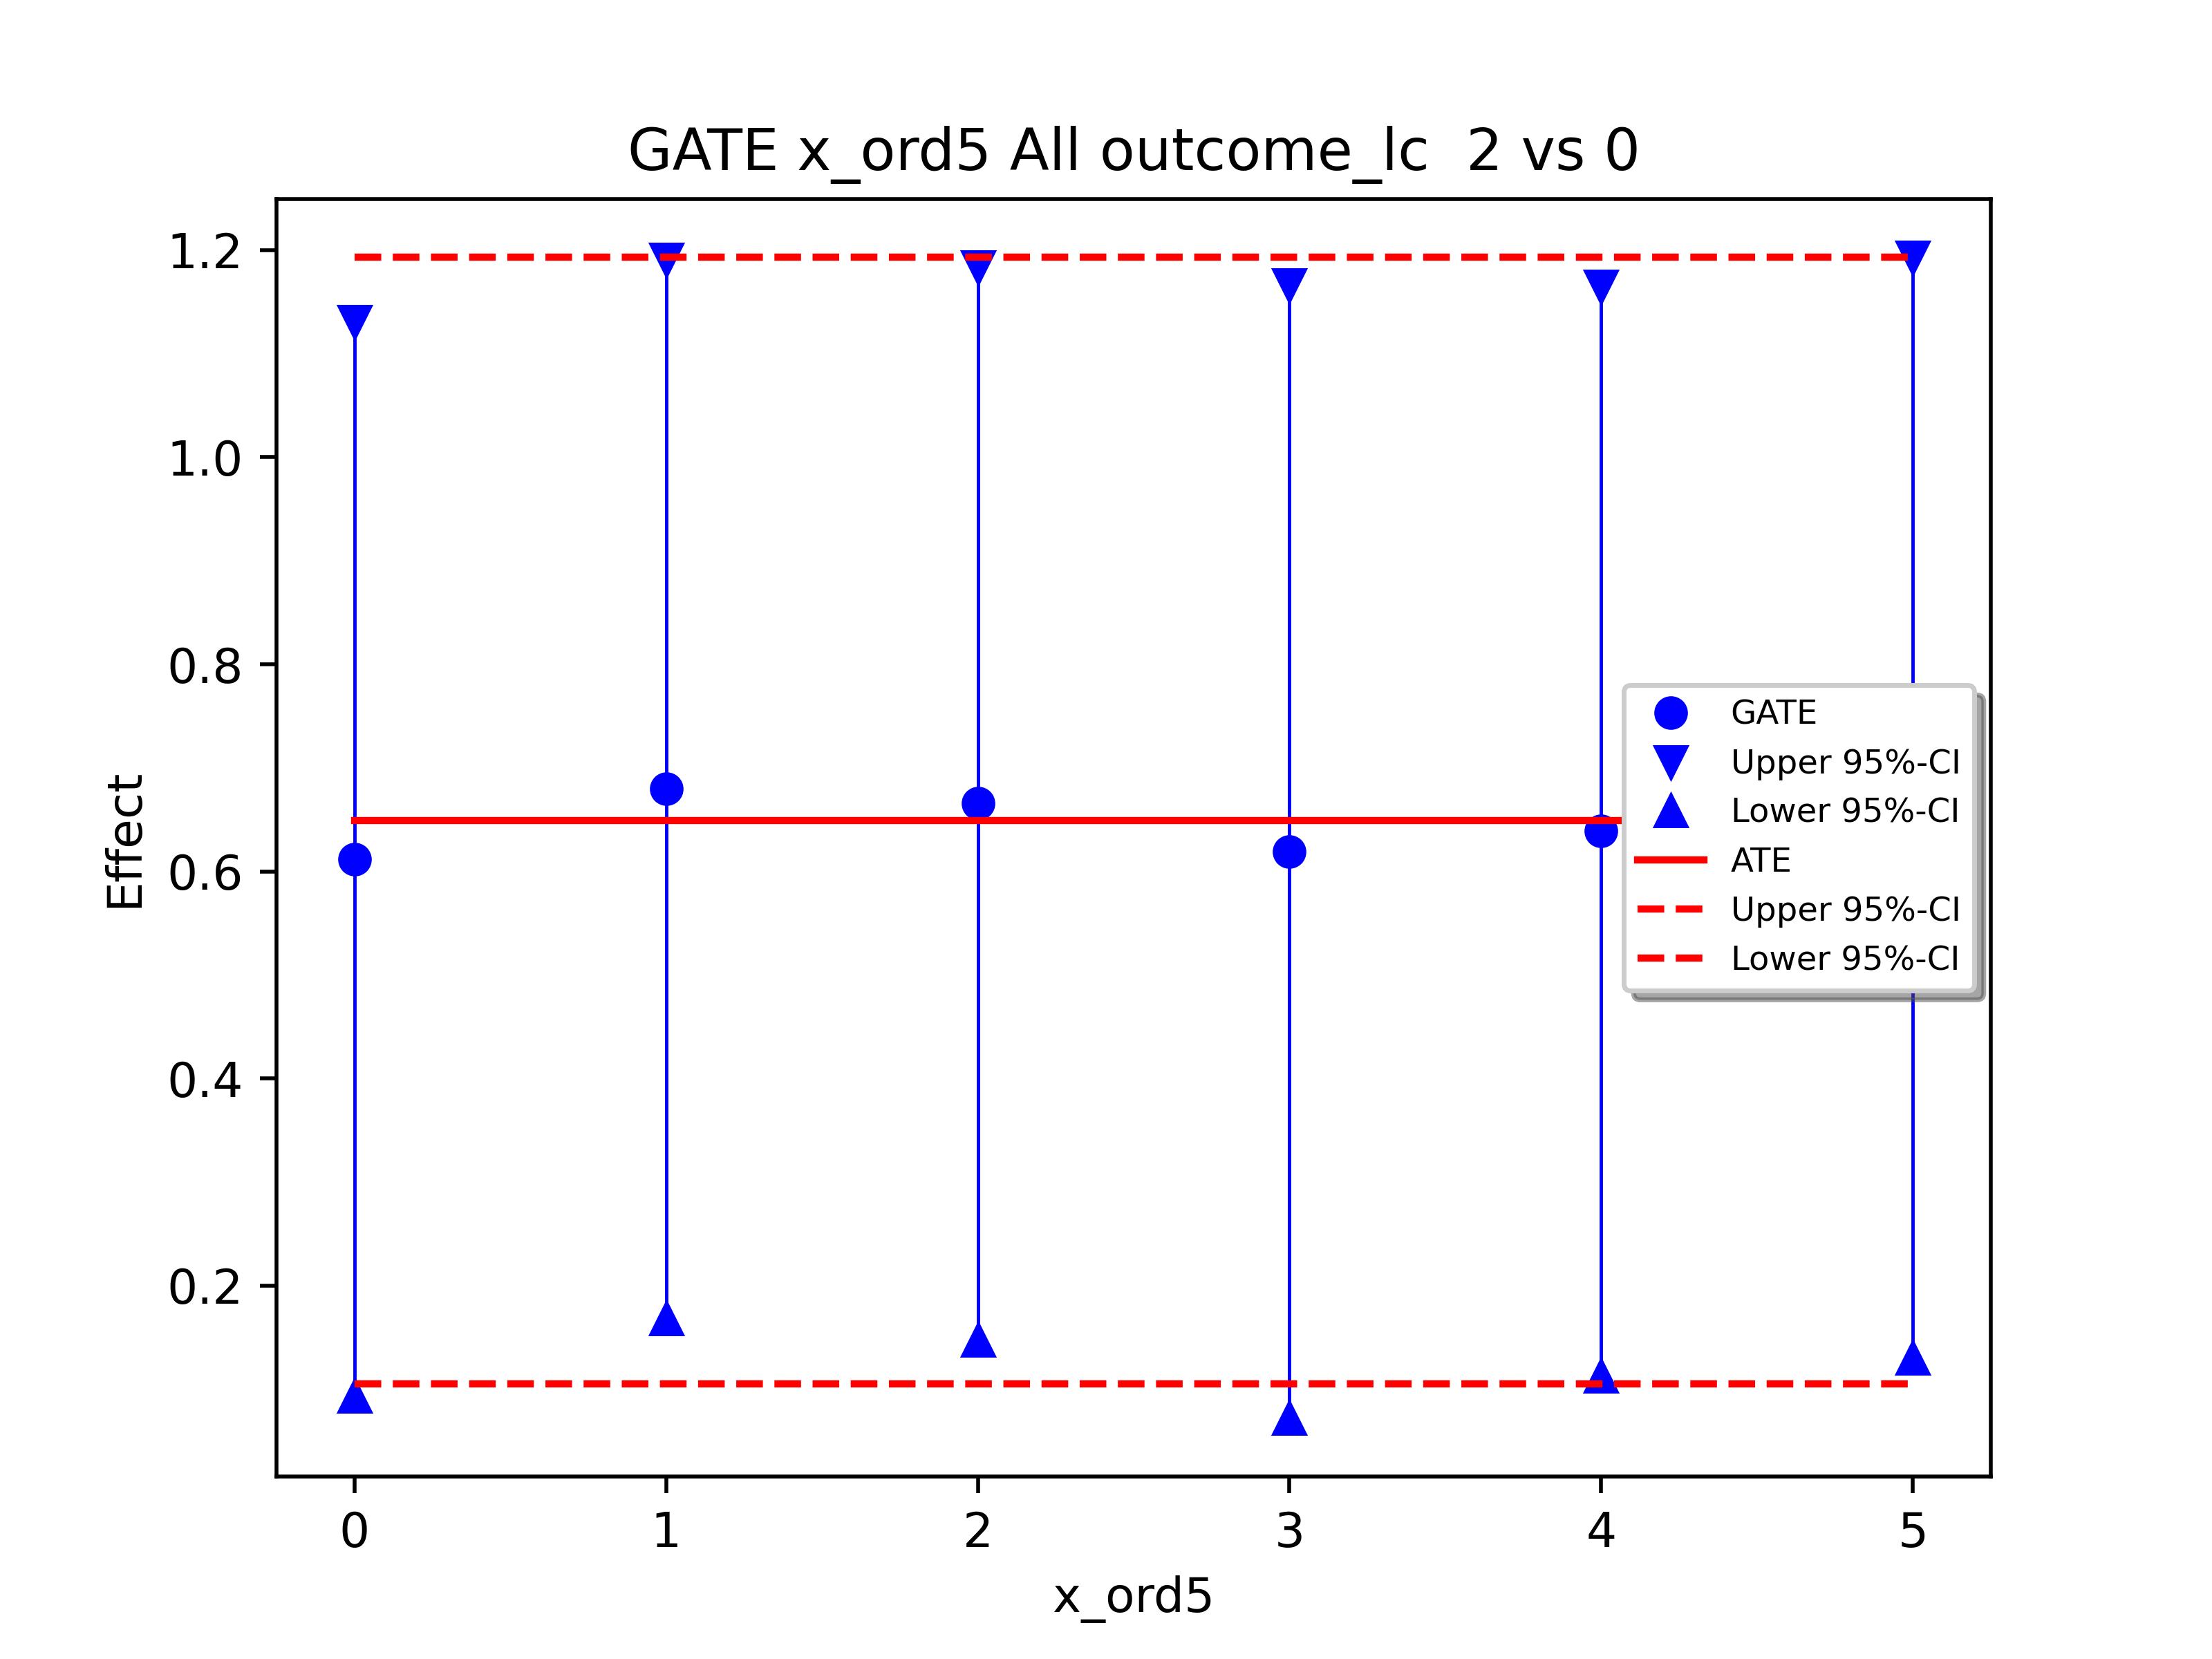 GATE x_ord5 All outcome_lc  2 vs 0
1.2
1.0
0.8
0.6
0.4
0.2
Effect
GATE
Upper 95%-CI
Lower 95%-CI
ATE
Upper 95%-CI
Lower 95%-CI
0 1 2 3 4 5
x_ord5